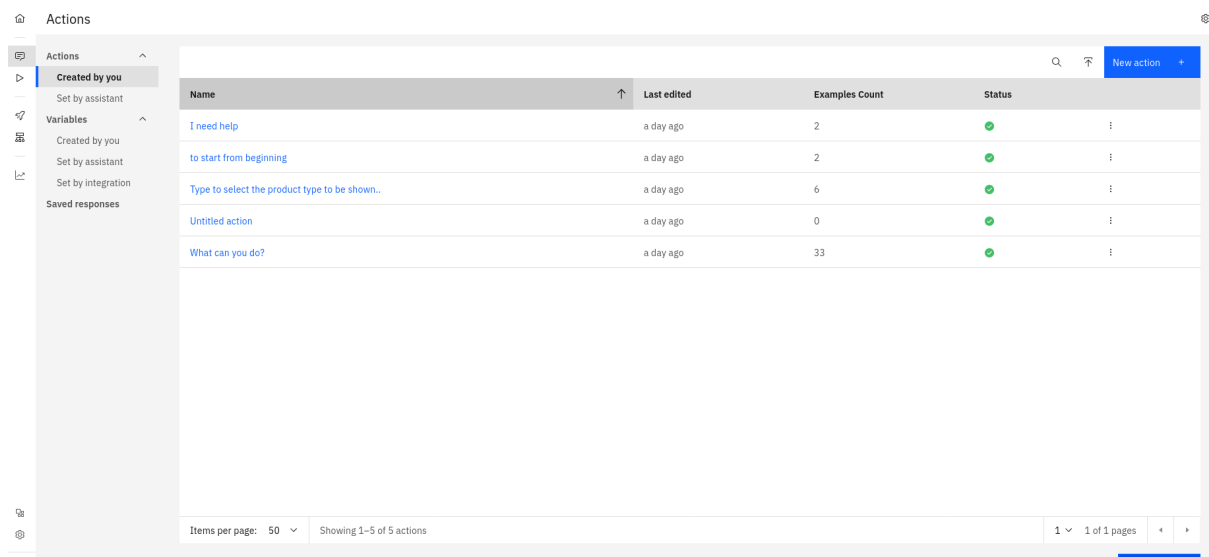 Actions
Actions
Created by you
Set by assistant
Variables
Created by you
Set by assistant
Set by integration
Saved responses
New action +
Name Last edited Examples Count Status
I need help a day ago 2
to start from beginning a day ago 2
Type to select the product type to be shown.. a day ago 6
Untitled action a day ago 0
What can you do? a day ago 33
Items per page: 50 Showing 1–5 of 5 actions 1 1 of 1 pages